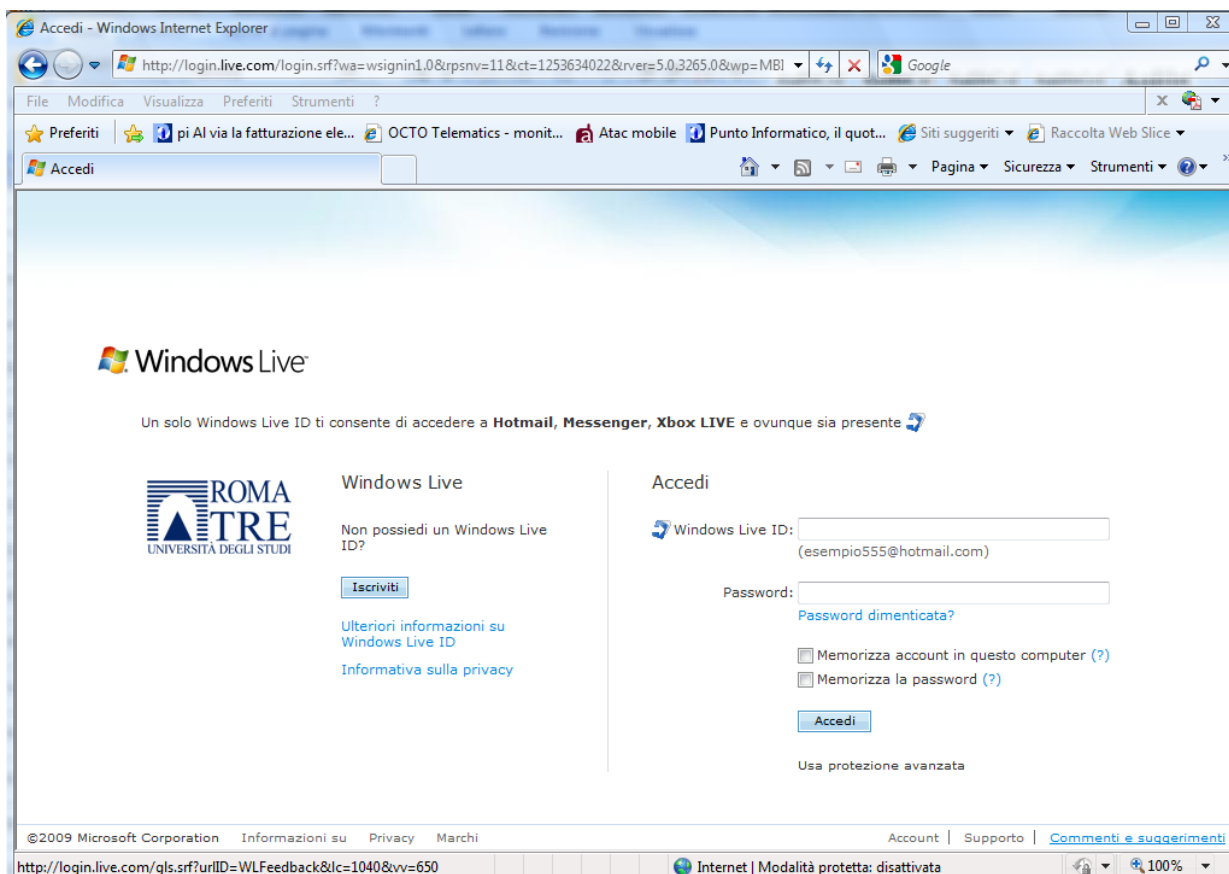 Accedi - Windows Internet Explorer
http://login.live.com/login.srf?wa=wsignin1.0&rpsnv=11&ct=1253634022&rver=5.0.3265.0&wp=MBI
Google
File Modifica Visualizza Preferiti Strumenti ?
Preferiti pi Al via la fatturazione ele... OCTO Telematics - monit... Atac mobile Punto Informatico, il quot... Siti suggeriti Raccolta Web Slice
Accedi Pagina Sicurezza Strumenti
Windows Live
Un solo Windows Live ID ti consente di accedere a Hotmail, Messenger, Xbox LIVE e ovunque sia presente
ROMA
TRE
UNIVERSITÀ DEGLI STUDI
Windows Live
Non possiedi un Windows Live
ID?
Iscriviti
Ulteriori informazioni su
Windows Live ID
Informativa sulla privacy
Accedi
Windows Live ID:
(esempio555@hotmail.com)
Password:
Password dimenticata?
Memorizza account in questo computer (?)
Memorizza la password (?)
Accedi
Usa protezione avanzata
©2009 Microsoft Corporation Informazioni su Privacy Marchi Account Supporto Commenti e suggerimenti
http://login.live.com/gls.srf?urlID=WLFeedback&lc=1040&vv=650 Internet | Modalità protetta: disattivata 100%